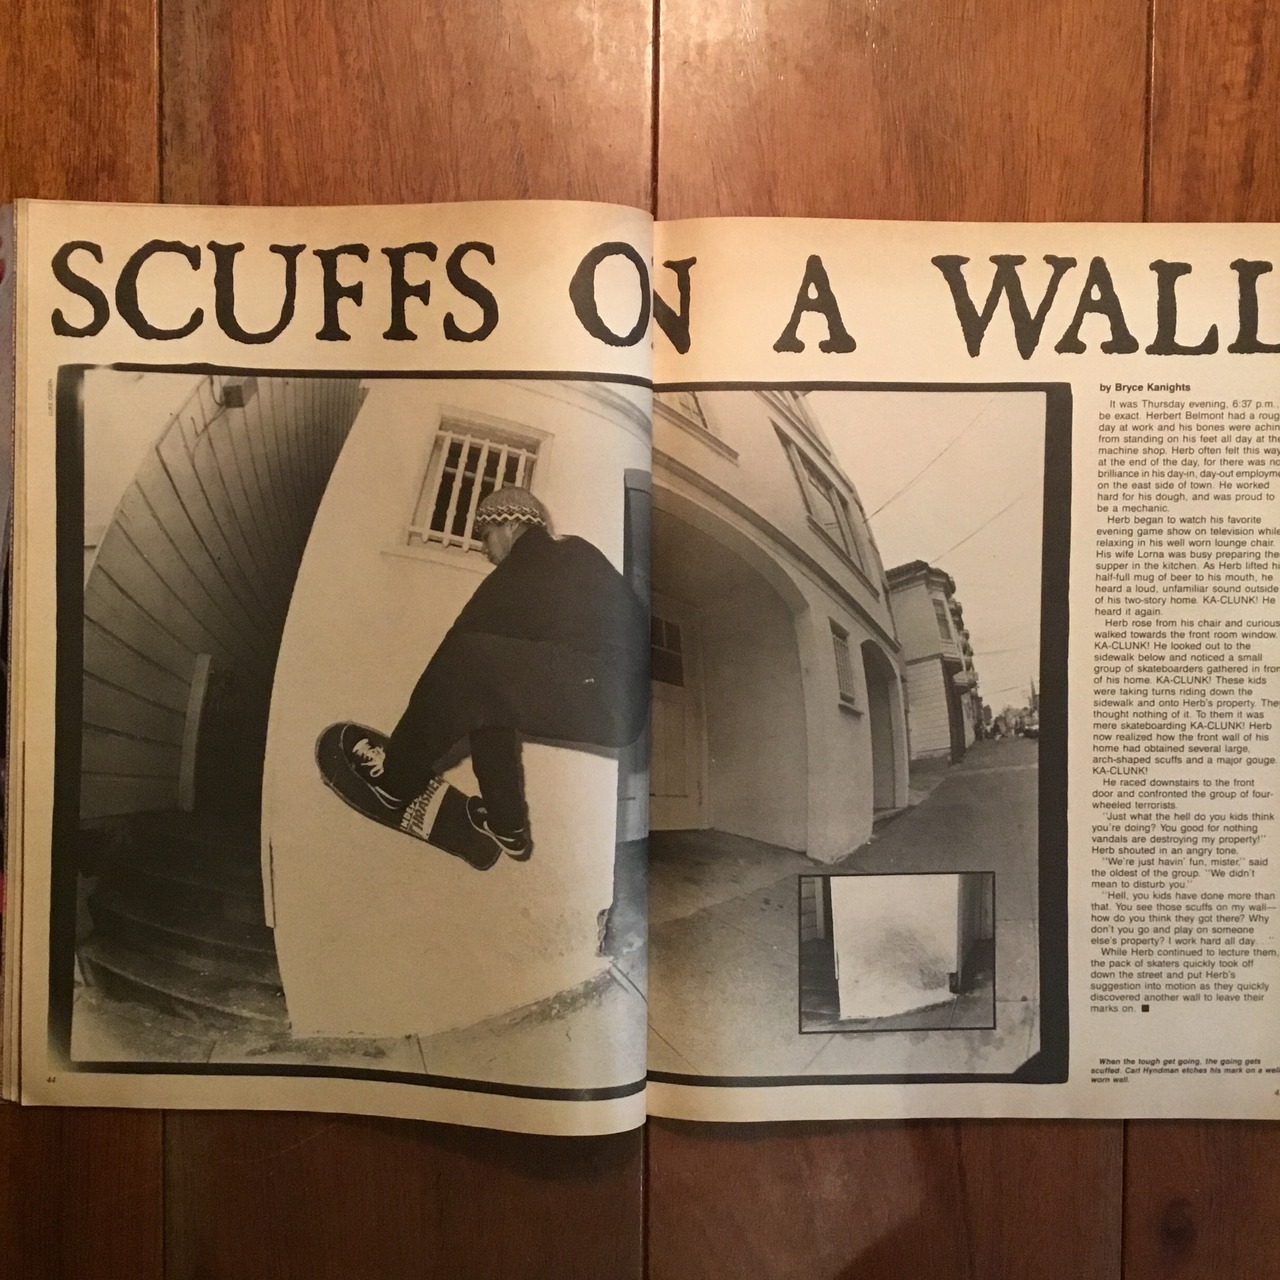 SCUFFS ON A WALL
LUKE OGDEN
INDE
THRASHER
by Bryce Kanights
It was Thursday evening, 6:37 p.m.,
be exact. Herbert Belmont had a roug
day at work and his bones were achin
from standing on his feet all day at the
machine shop. Herb often felt this way
at the end of the day, for there was no
brilliance in his day-in, day-out employme
on the east side of town. He worked
hard for his dough, and was proud to
be a mechanic.
Herb began to watch his favorite
evening game show on television while
relaxing in his well worn lounge chair.
His wife Lorna was busy preparing the
supper in the kitchen. As Herb lifted hi
half-full mug of beer to his mouth, he
heard a loud, unfamiliar sound outside
of his two-story home. KA-CLUNK! He
heard it again.
Herb rose from his chair and curious
walked towards the front room window.
KA-CLUNK! He looked out to the
sidewalk below and noticed a small
group of skateboarders gathered in fron
of his home. KA-CLUNK! These kids
were taking turns riding down the
sidewalk and onto Herb's property. The
thought nothing of it. To them it was
mere skateboarding KA-CLUNK! Herb
now realized how the front wall of his
home had obtained several large,
arch-shaped scuffs and a major gouge.
KA-CLUNK!
He raced downstairs to the front
door and confronted the group of four-
wheeled terrorists.
"Just what the hell do you kids think
you're doing? You good for nothing
vandals are destroying my property!"
Herb shouted in an angry tone.
"We're just havin' fun, mister," said
the oldest of the group. "We didn't
mean to disturb you."
"Hell, you kids have done more than
that. You see those scuffs on my wall—
how do you think they got there? Why
don't you go and play on someone
else's property? I work hard all day. . . ."
While Herb continued to lecture them,
the pack of skaters quickly took off
down the street and put Herb's
suggestion into motion as they quickly
discovered another wall to leave their
marks on. ■
When the tough get going, the going gets
scuffed. Carl Hyndman etches his mark on a well
worn wall.
44
4